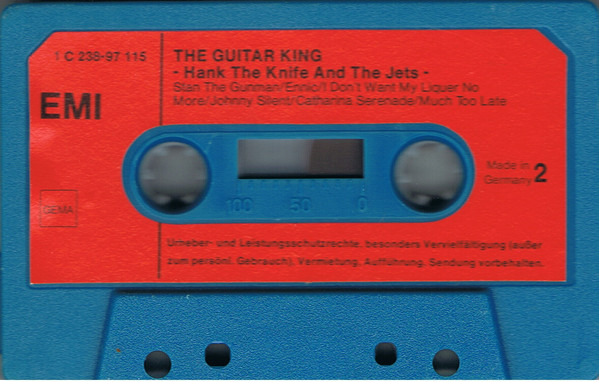 1 C 238-97 115
THE GUITAR KING
- Hank The Knife And The Jets -
Stan The Gunman/Ennio/I Don't Want My Liquer No
More/Johnny Silent/Catharina Serenade/Much Too Late
EMI
Made in
Germany 2
100 50 0
GEMA
Urheber- und Leistungsschutzrechte, besonders Vervielfältigung (außer
zum persönl. Gebrauch), Vermietung, Aufführung, Sendung vorbehalten.